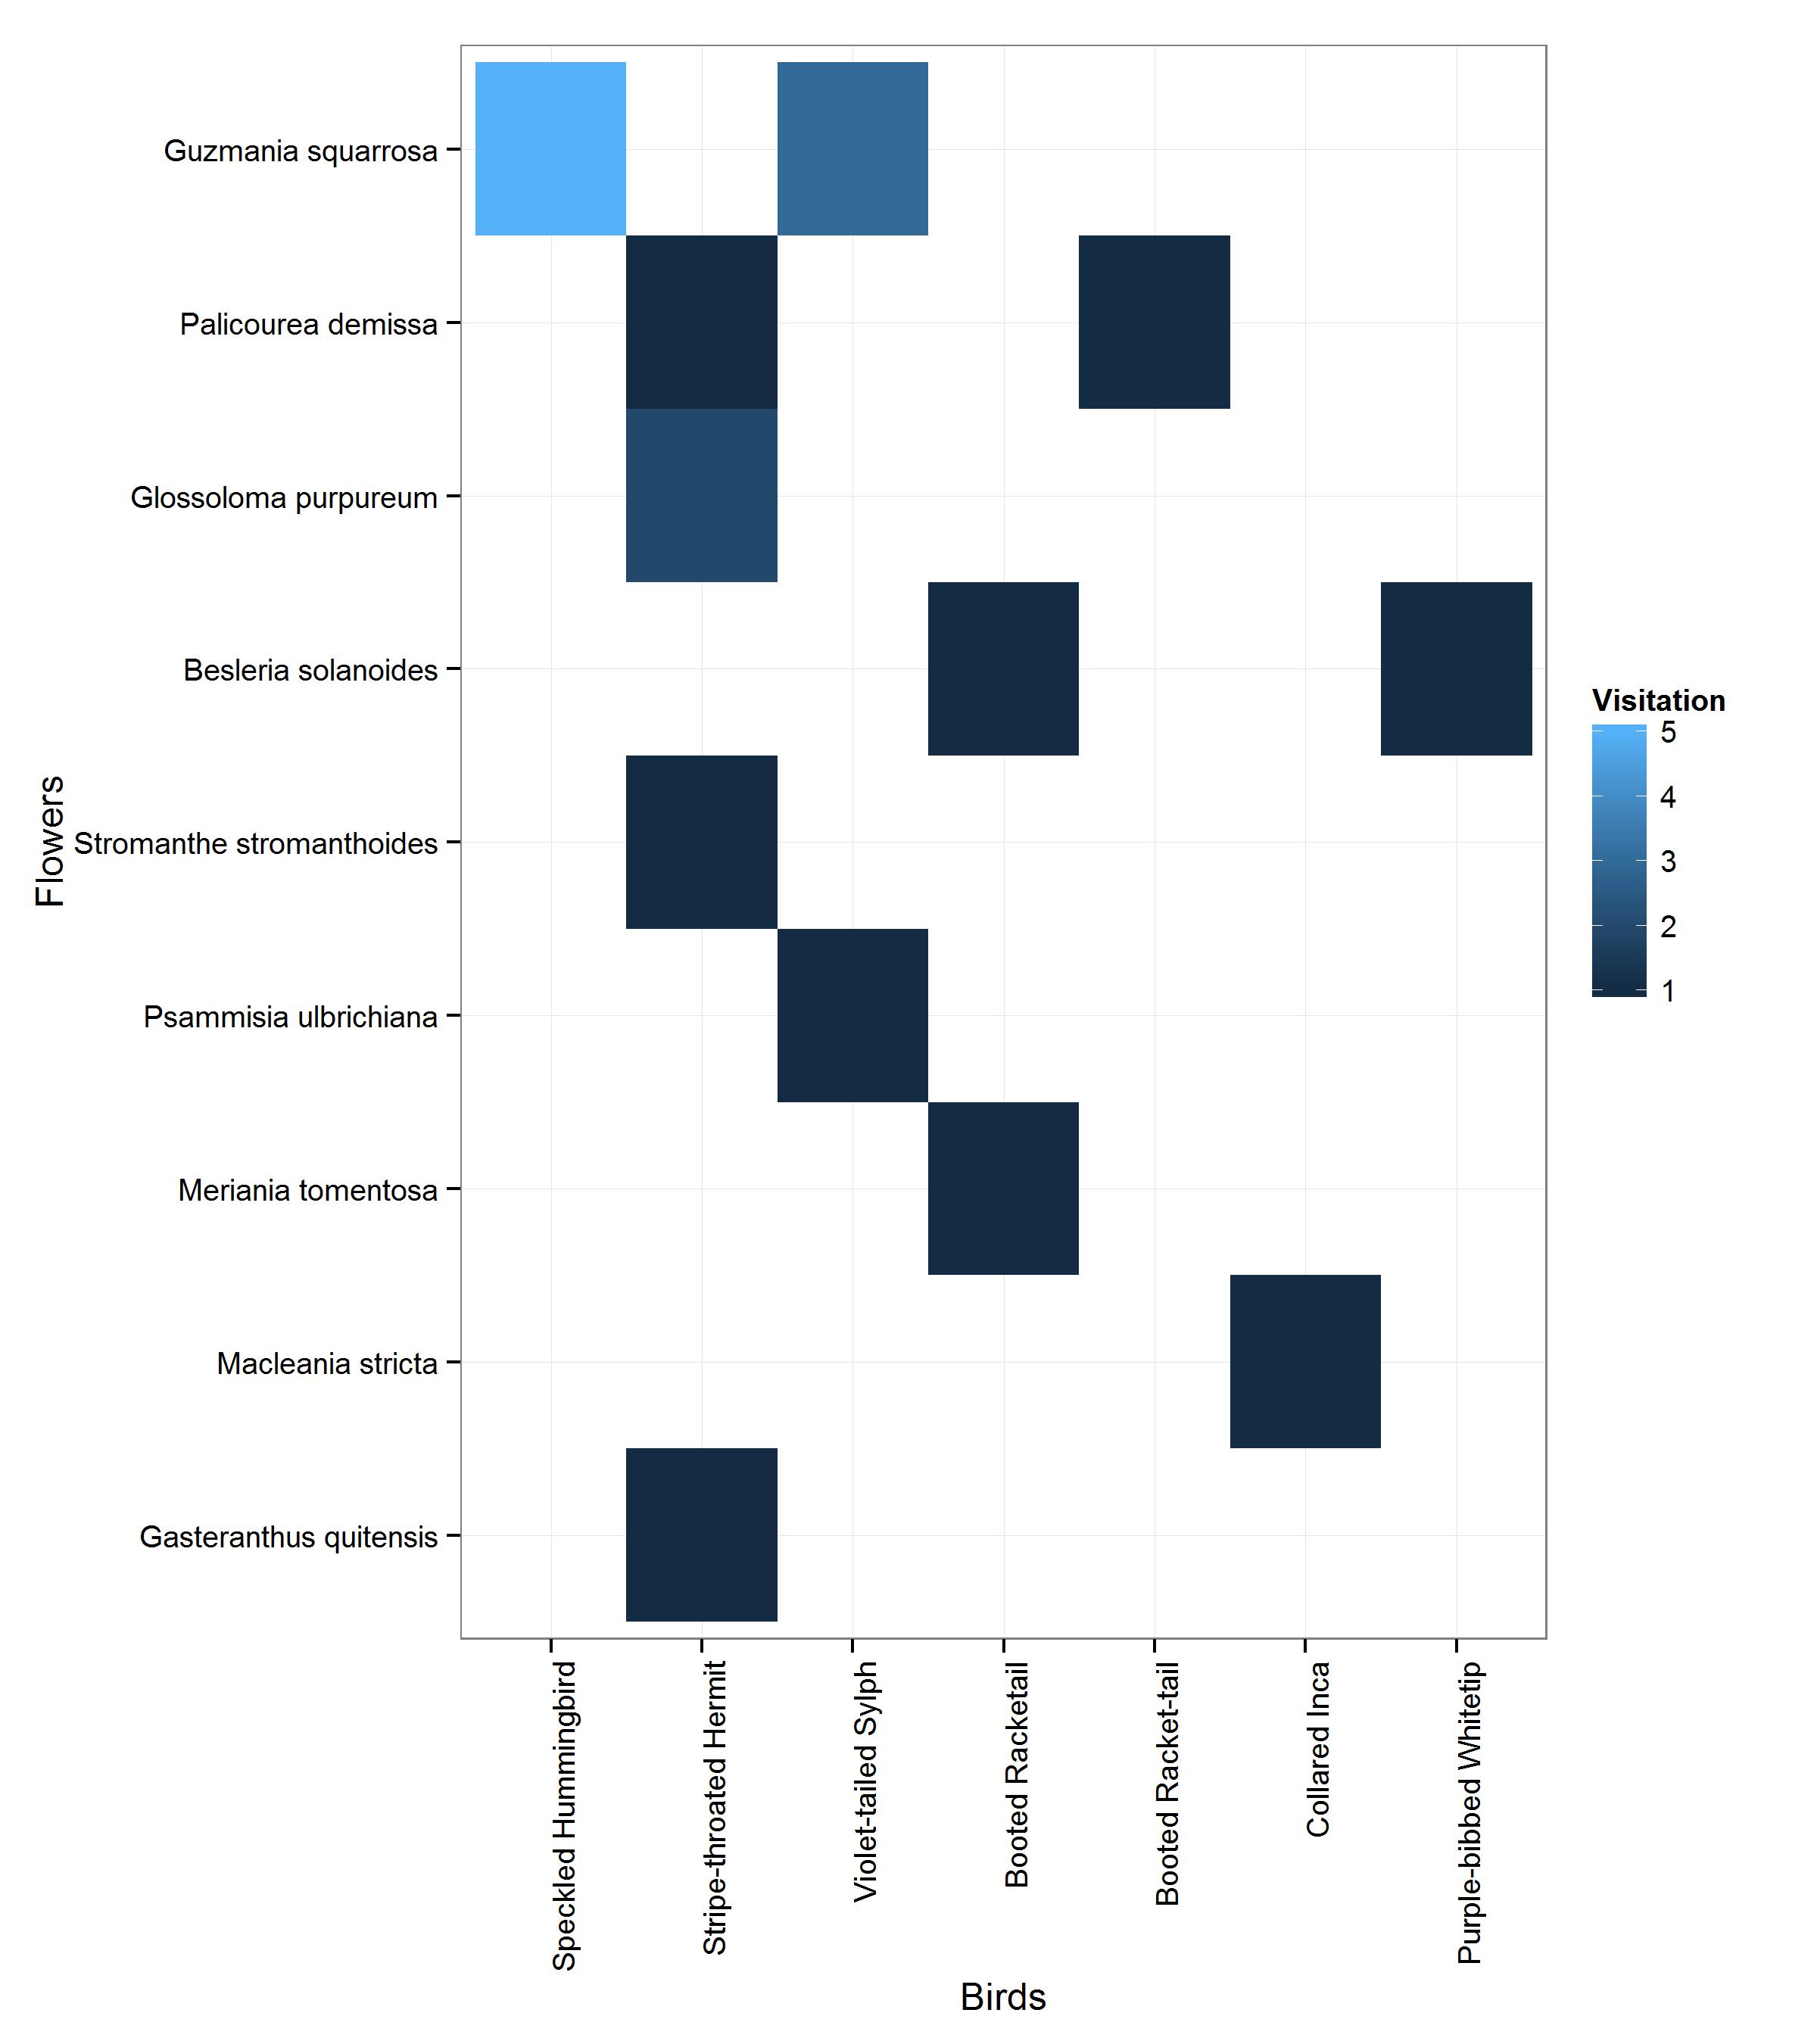 Guzmania squarrosa
Palicourea demissa
Glossoloma purpureum
Besleria solanoides
Stromanthe stromanthoides
Psammisia ulbrichiana
Meriania tomentosa
Macleania stricta
Gasteranthus quitensis
Flowers
Speckled Hummingbird
Stripe-throated Hermit
Violet-tailed Sylph
Booted Racketail
Booted Racket-tail
Collared Inca
Purple-bibbed Whitetip
Birds
Visitation
5
4
3
2
1